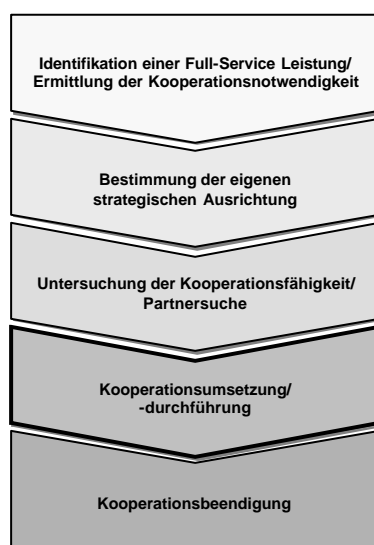 Identifikation einer Full-Service Leistung/
Ermittlung der Kooperationsnotwendigkeit
Bestimmung der eigenen
strategischen Ausrichtung
Untersuchung der Kooperationsfähigkeit/
Partnersuche
Kooperationsumsetzung/
-durchführung
Kooperationsbeendigung